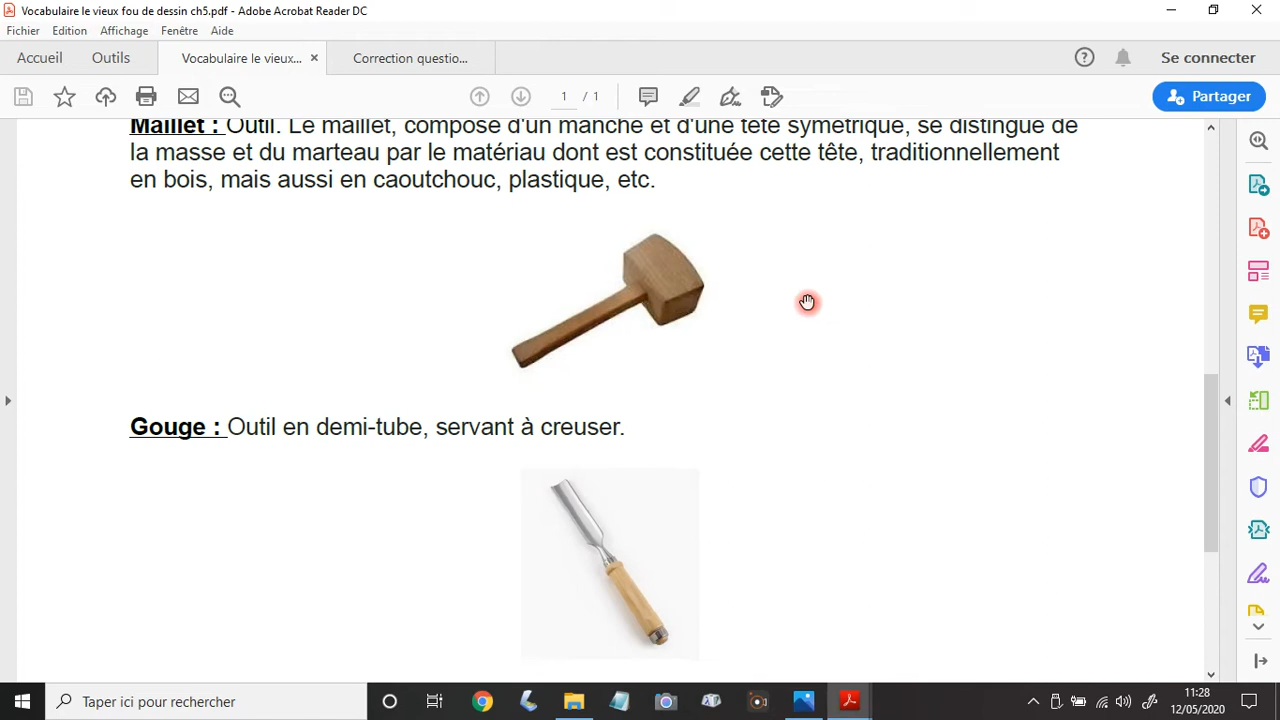 Vocabulaire le vieux fou de dessin ch5.pdf - Adobe Acrobat Reader DC
Fichier Edition Affichage Fenêtre Aide
Accueil Outils Vocabulaire le vieux... × Correction questio... ? Se connecter
1 / 1 Partager
Maillet : Outil. Le maillet, composé d'un manche et d'une tête symétrique, se distingue de
la masse et du marteau par le matériau dont est constituée cette tête, traditionnellement
en bois, mais aussi en caoutchouc, plastique, etc.
Gouge : Outil en demi-tube, servant à creuser.
Taper ici pour rechercher
11:28
12/05/2020